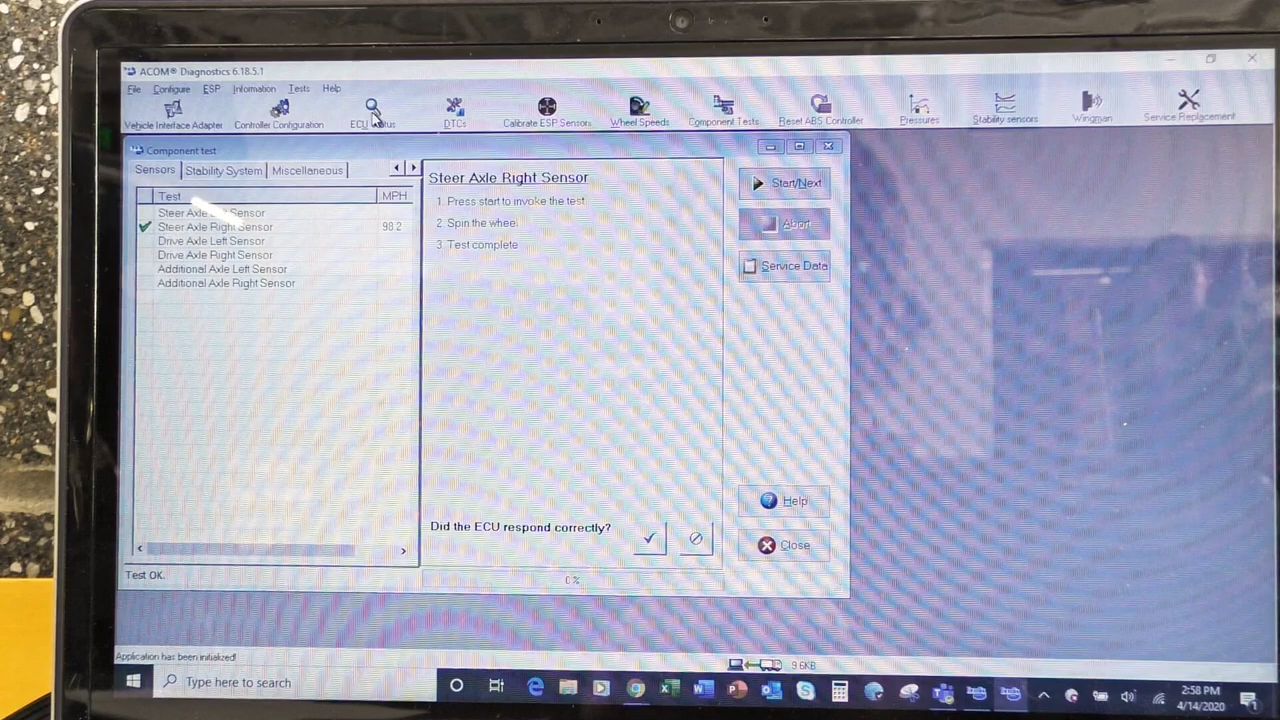 ACOM® Diagnostics 6.18.5.1
File Configure ESP Information Tests Help
Vehicle Interface Adapter Controller Configuration ECU DTCs Calibrate ESP Sensors Wheel Speeds Component Tests Reset ABS Controller Pressures Stability sensors Wingman Service Replacement
Component test
Sensors Stability System Miscellaneous
Test MPH
Steer Axle Sensor
Steer Axle Right Sensor 98.2
Drive Axle Left Sensor
Drive Axle Right Sensor
Additional Axle Left Sensor
Additional Axle Right Sensor
Steer Axle Right Sensor
1. Press start to invoke the test
2. Spin the wheel.
3. Test complete
Did the ECU respond correctly?
Start/Next
Abort
Service Data
Help
Close
Test OK.
0 %
Application has been initialized!
9.6KB
Type here to search
2:58 PM
4/14/2020
1